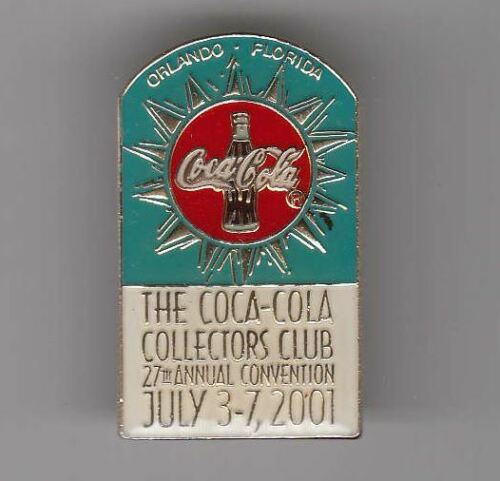 ORLANDO · FLORIDA
Coca-Cola ®
THE COCA-COLA
COLLECTORS CLUB
27TH ANNUAL CONVENTION
JULY 3-7, 2001